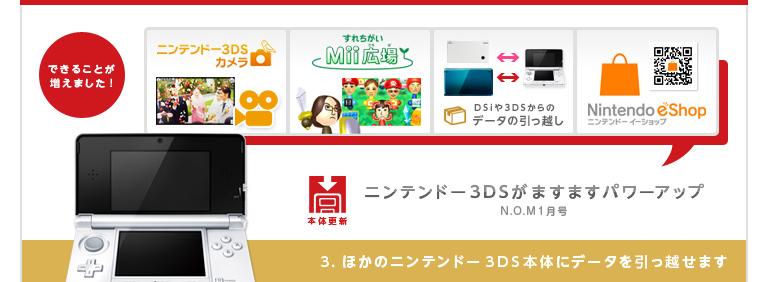 できることが
増えました！
ニンテンドー3DS
カメラ
すれちがい
Mii広場
DSiや3DSからの
データの引っ越し
Nintendo eShop
ニンテンドーイーショップ
本体更新
ニンテンドー3DSがますますパワーアップ
N.O.M1月号
3. ほかのニンテンドー3DS本体にデータを引っ越せます